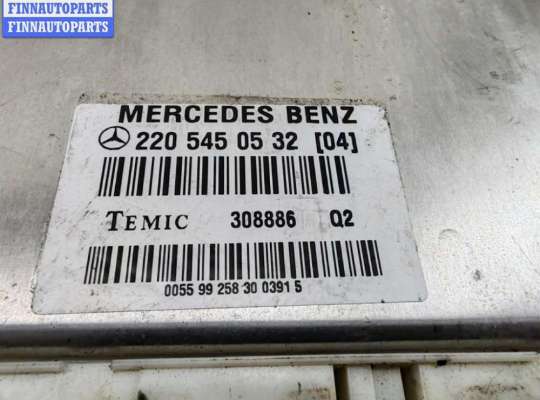 FINNAUTOPARTS
FINNAUTOPARTS
MERCEDES BENZ
220 545 05 32 [04]
TEMIC 308886 Q2
0055 99 258 30 0391 5